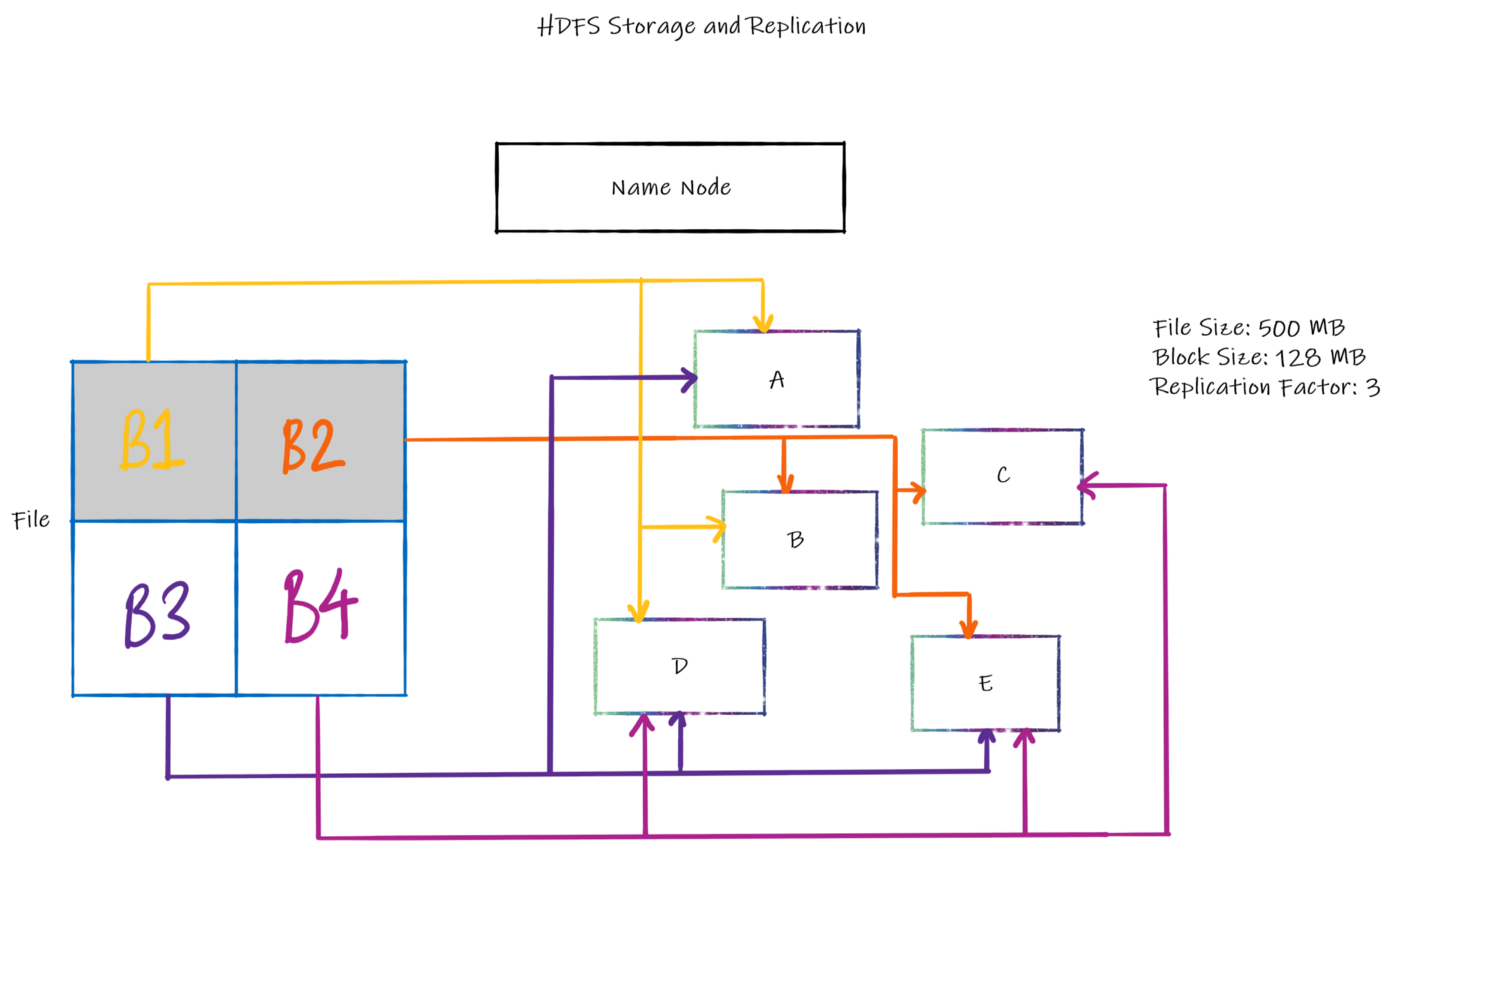 HDFS Storage and Replication
Name Node
File Size: 500 MB
Block Size: 128 MB
Replication Factor: 3
A
B1
B2
C
File
B
B3
B4
D
E